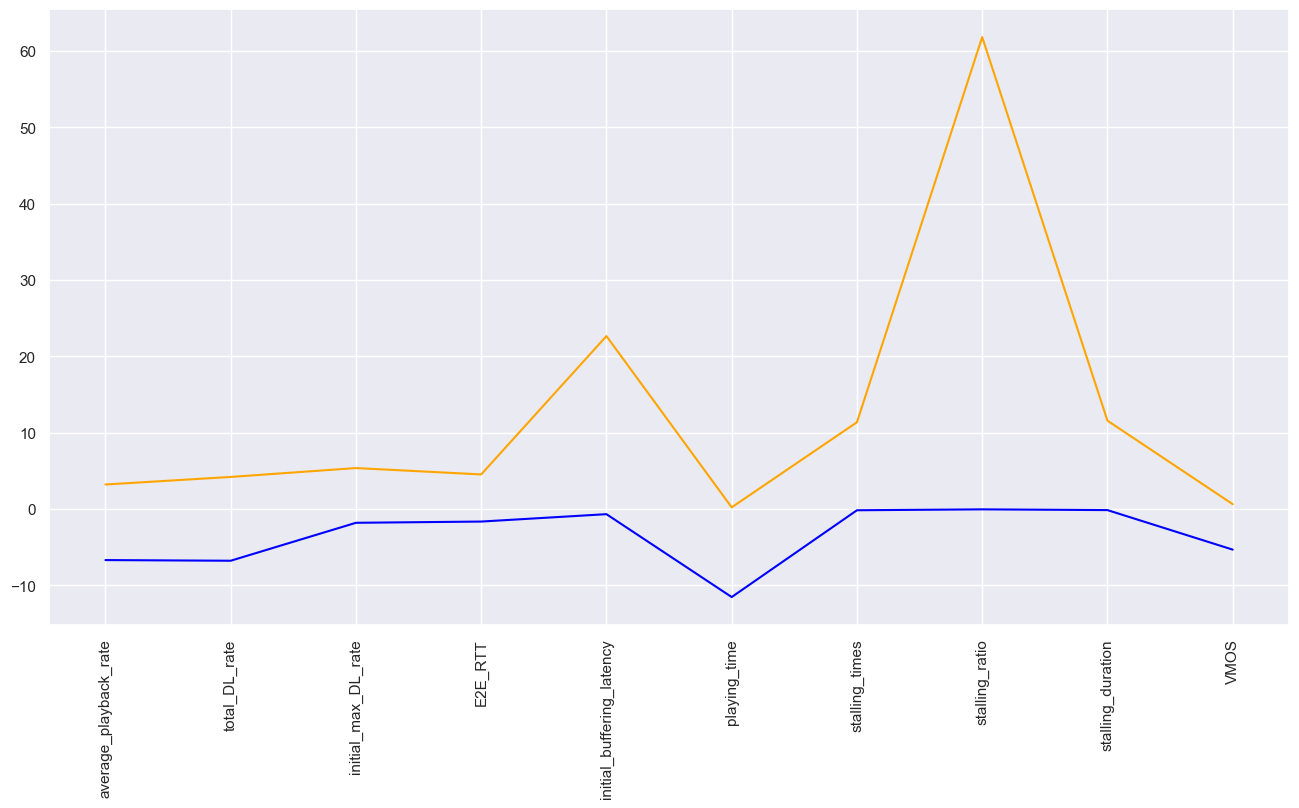 60
50
40
30
20
10
0
−10
average_playback_rate
total_DL_rate
initial_max_DL_rate
E2E_RTT
initial_buffering_latency
playing_time
stalling_times
stalling_ratio
stalling_duration
VMOS